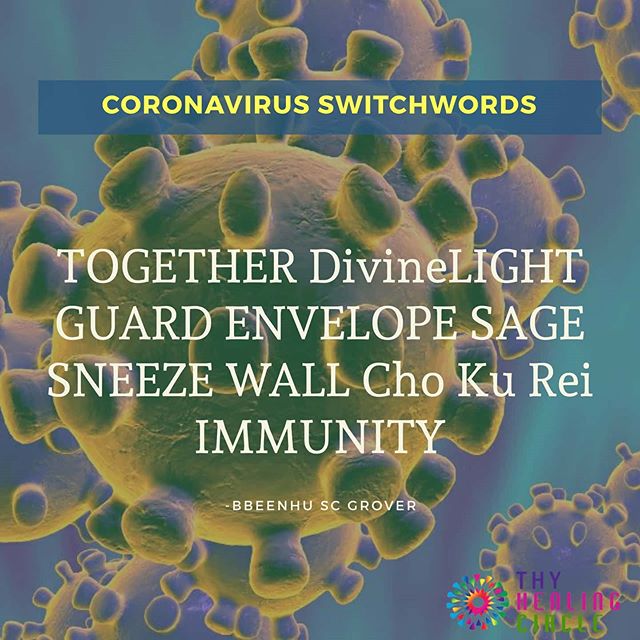 CORONAVIRUS SWITCHWORDS
TOGETHER DivineLIGHT
GUARD ENVELOPE SAGE
SNEEZE WALL Cho Ku Rei
IMMUNITY
-BBEENHU SC GROVER
THY
HEALING
CIRCLE